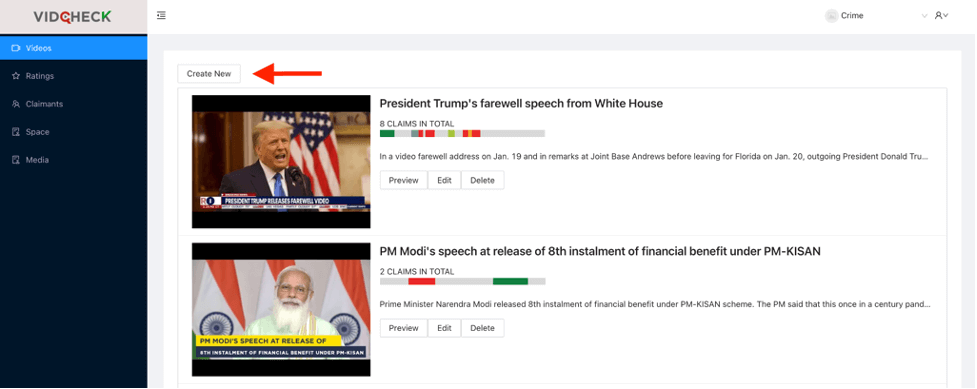 VIDCHECK
Crime
Videos
Ratings
Claimants
Space
Media
Create New
President Trump's farewell speech from White House
8 CLAIMS IN TOTAL
In a video farewell address on Jan. 19 and in remarks at Joint Base Andrews before leaving for Florida on Jan. 20, outgoing President Donald Tru...
Preview Edit Delete
PRESIDENT TRUMP RELEASES FAREWELL VIDEO
PM Modi's speech at release of 8th instalment of financial benefit under PM-KISAN
2 CLAIMS IN TOTAL
Prime Minister Narendra Modi released 8th instalment of financial benefit under PM-KISAN scheme. The PM said that this once in a century pand...
Preview Edit Delete
PM MODI'S SPEECH AT RELEASE OF
8TH INSTALMENT OF FINANCIAL BENEFIT UNDER PM-KISAN